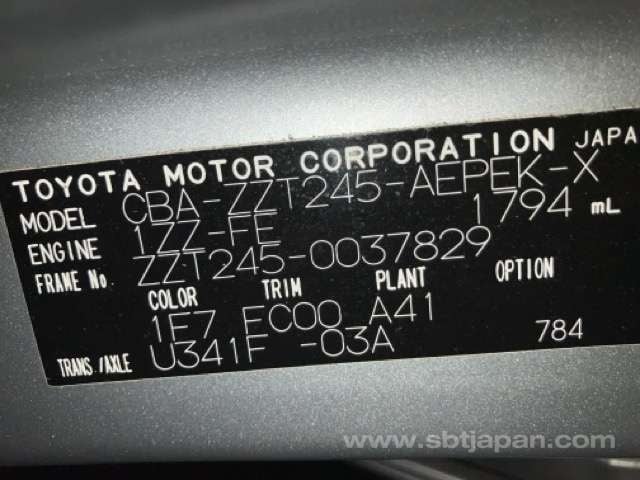 TOYOTA MOTOR CORPORATION JAPA
MODEL CBA-ZZT245-AEPEK-X
ENGINE 1ZZ-FE 1794 mL
FRAME No. ZZT245-0037829
COLOR TRIM PLANT OPTION
1F7 FC00 A41
TRANS./AXLE U341F -03A 784
www.sbtjapan.com